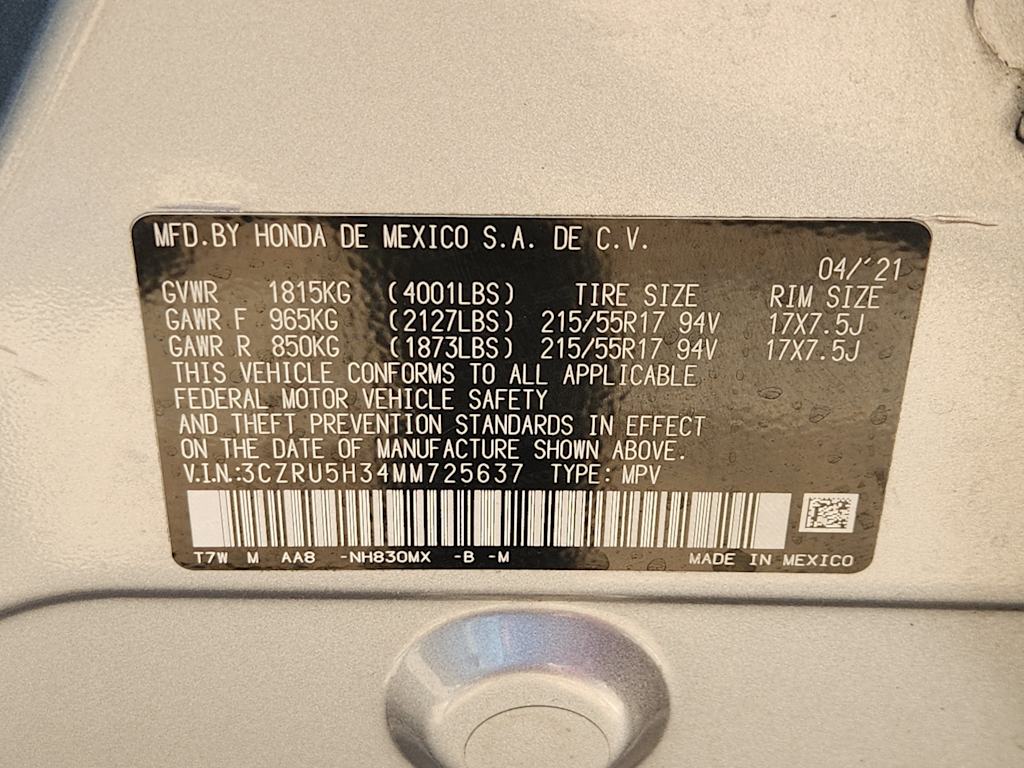 MFD.BY HONDA DE MEXICO S.A. DE C.V.
04/'21
GVWR 1815KG (4001LBS) TIRE SIZE RIM SIZE
GAWR F 965KG (2127LBS) 215/55R17 94V 17X7.5J
GAWR R 850KG (1873LBS) 215/55R17 94V 17X7.5J
THIS VEHICLE CONFORMS TO ALL APPLICABLE
FEDERAL MOTOR VEHICLE SAFETY
AND THEFT PREVENTION STANDARDS IN EFFECT
ON THE DATE OF MANUFACTURE SHOWN ABOVE.
V.I.N.:3CZRU5H34MM725637 TYPE: MPV
T7W M AA8 -NH830MX -B -M MADE IN MEXICO